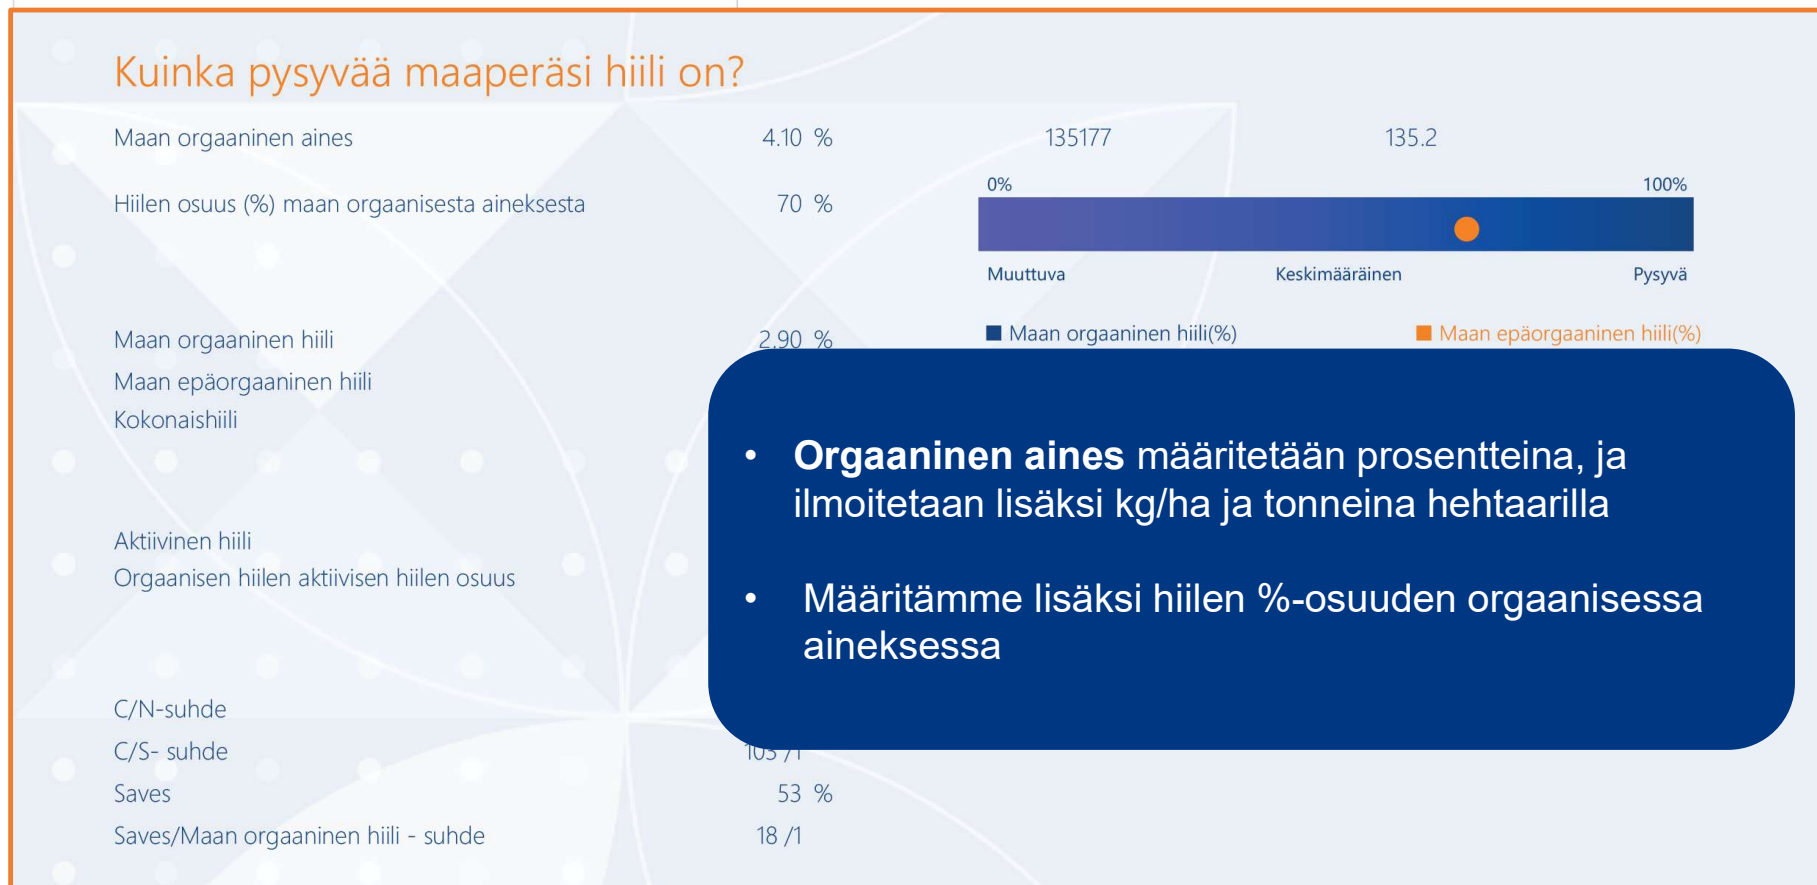 Kuinka pysyvää maaperäsi hiili on?
Maan orgaaninen aines 4.10 % 135177 135.2
0% 100%
Hiilen osuus (%) maan orgaanisesta aineksesta 70 %
Muuttuva Keskimääräinen Pysyvä
Maan orgaaninen hiili 2.90 % Maan orgaaninen hiili(%) Maan epäorgaaninen hiili(%)
Maan epäorgaaninen hiili
Kokonaishiili
• Orgaaninen aines määritetään prosentteina, ja
ilmoitetaan lisäksi kg/ha ja tonneina hehtaarilla
Aktiivinen hiili
Orgaanisen hiilen aktiivisen hiilen osuus
• Määritämme lisäksi hiilen %-osuuden orgaanisessa
aineksessa
C/N-suhde
C/S- suhde 103 /1
Saves 53 %
Saves/Maan orgaaninen hiili - suhde 18 /1